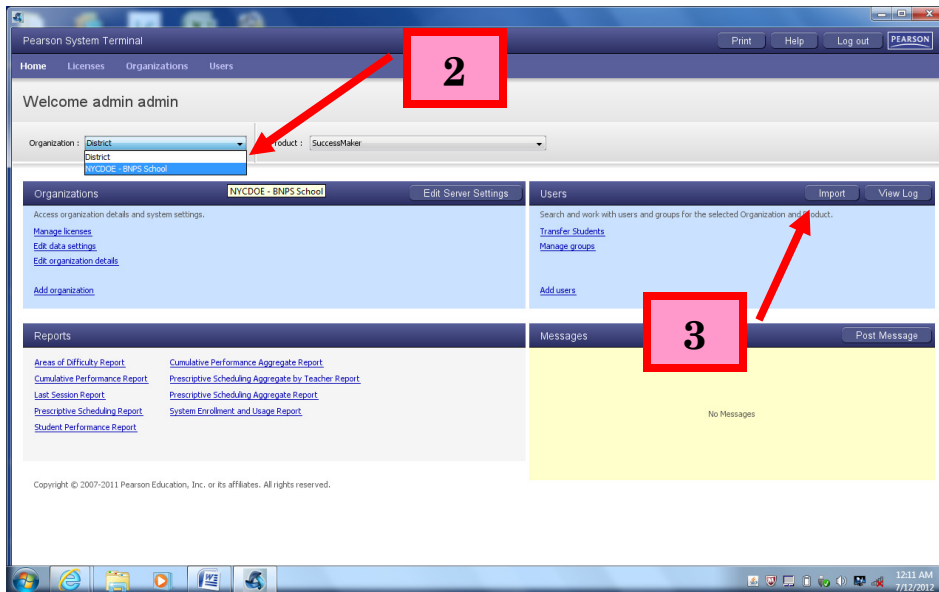 Pearson System Terminal
Print Help Log out PEARSON
Home Licenses Organizations Users
2
Welcome admin admin
Organization : District
Product : SuccessMaker
District
NYCDOE - BNPS School
NYCDOE - BNPS School
Organizations
Edit Server Settings
Access organization details and system settings.
Manage licenses
Edit data settings
Edit organization details
Add organization
Users
Import View Log
Search and work with users and groups for the selected Organization and Product.
Transfer Students
Manage groups
Add users
3
Reports
Areas of Difficulty Report
Cumulative Performance Report
Last Session Report
Prescriptive Scheduling Report
Student Performance Report
Cumulative Performance Aggregate Report
Prescriptive Scheduling Aggregate by Teacher Report
Prescriptive Scheduling Aggregate Report
System Enrollment and Usage Report
Messages
Post Message
No Messages
Copyright © 2007-2011 Pearson Education, Inc. or its affiliates. All rights reserved.
12:11 AM
7/12/2012